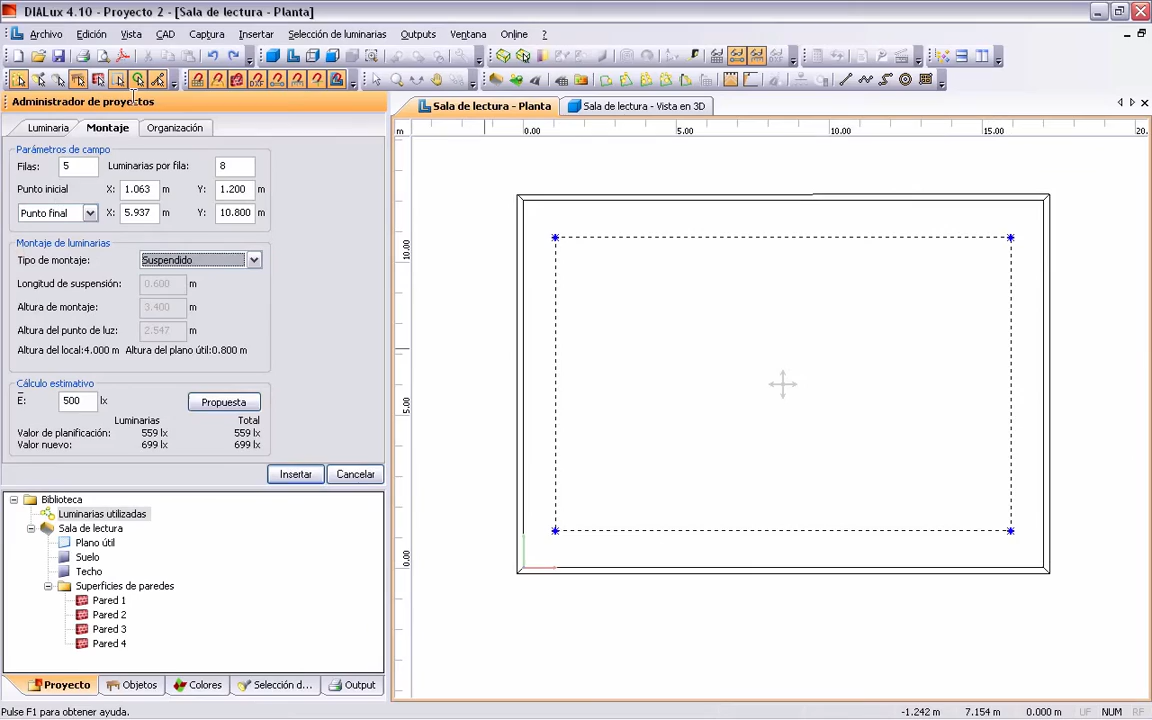 DIALux 4.10 - Proyecto 2 - [Sala de lectura - Planta]
Archivo Edición Vista CAD Captura Insertar Selección de luminarias Outputs Ventana Online ?
Administrador de proyectos
Luminaria Montaje Organización
Parámetros de campo
Filas: 5 Luminarias por fila: 8
Punto inicial X: 1.063 m Y: 1.200 m
Punto final X: 5.937 m Y: 10.800 m
Montaje de luminarias
Tipo de montaje: Suspendido
Longitud de suspensión: 0.600 m
Altura de montaje: 3.400 m
Altura del punto de luz: 2.547 m
Altura del local:4.000 m Altura del plano útil:0.800 m
Cálculo estimativo
E: 500 lx Propuesta
Luminarias Total
Valor de planificación: 559 lx 559 lx
Valor nuevo: 699 lx 699 lx
Insertar Cancelar
Biblioteca
Luminarias utilizadas
Sala de lectura
Plano útil
Suelo
Techo
Superficies de paredes
Pared 1
Pared 2
Pared 3
Pared 4
Proyecto Objetos Colores Selección d... Output
Sala de lectura - Planta Sala de lectura - Vista en 3D
m 0.00 5.00 10.00 15.00 20.
10.00
5.00
0.00
Pulse F1 para obtener ayuda. -1.242 m 7.154 m 0.000 m UF NUM RF